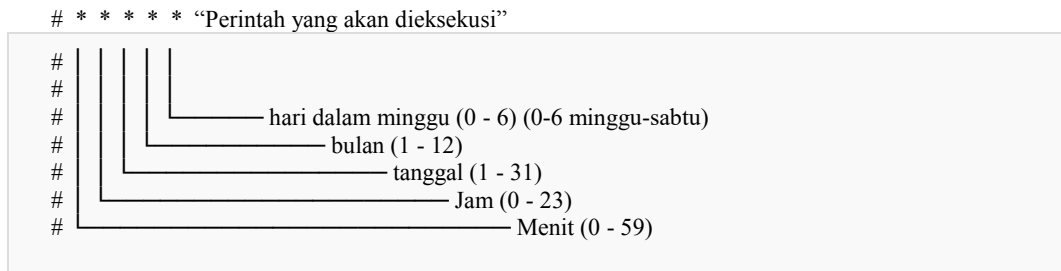 # * * * * * “Perintah yang akan dieksekusi”
#
#
# hari dalam minggu (0 - 6) (0-6 minggu-sabtu)
# bulan (1 - 12)
# tanggal (1 - 31)
# Jam (0 - 23)
# Menit (0 - 59)